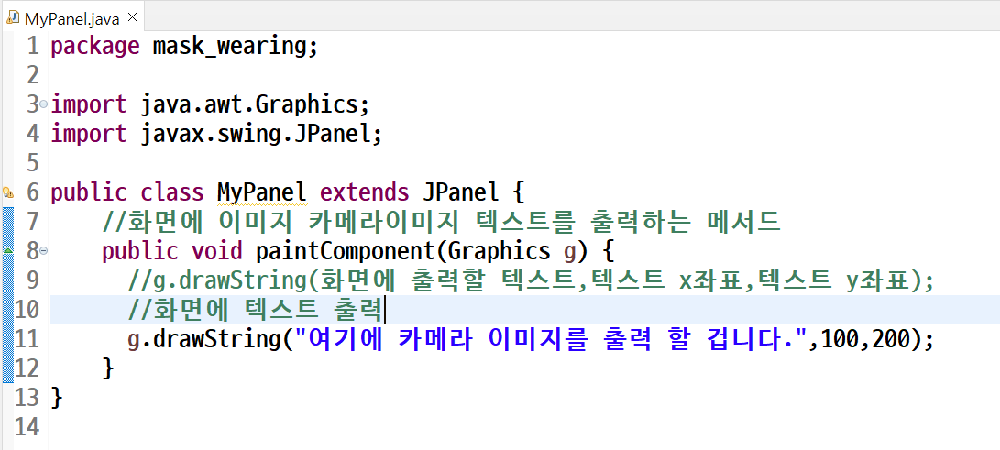 MyPanel.java
1 package mask_wearing;
2
3 import java.awt.Graphics;
4 import javax.swing.JPanel;
5
6 public class MyPanel extends JPanel {
7     //화면에 이미지 카메라이미지 텍스트를 출력하는 메서드
8     public void paintComponent(Graphics g) {
9       //g.drawString(화면에 출력할 텍스트,텍스트 x좌표,텍스트 y좌표);
10       //화면에 텍스트 출력
11       g.drawString("여기에 카메라 이미지를 출력 할 겁니다.",100,200);
12     }
13 }
14